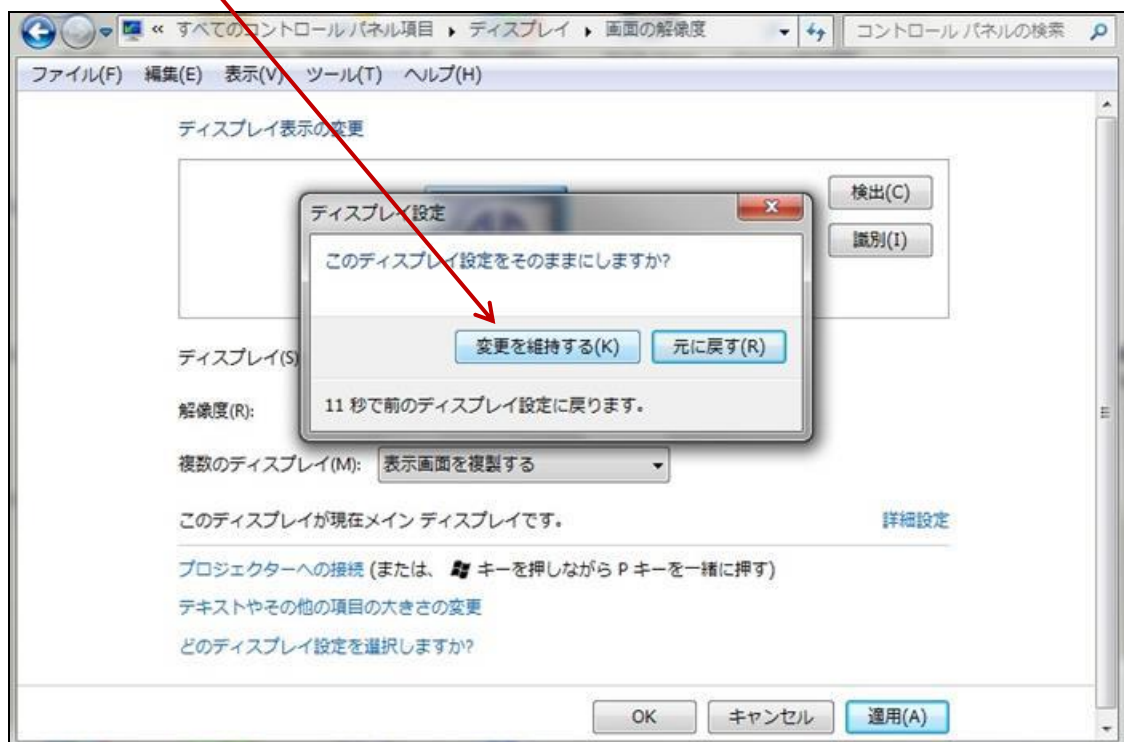 « すべてのコントロール パネル項目 ▸ ディスプレイ ▸ 画面の解像度
コントロール パネルの検索
ファイル(F) 編集(E) 表示(V) ツール(T) ヘルプ(H)
ディスプレイ表示の変更
検出(C)
ディスプレイ設定
識別(I)
このディスプレイ設定をそのままにしますか?
変更を維持する(K) 元に戻す(R)
ディスプレイ(S)
11 秒で前のディスプレイ設定に戻ります。
解像度(R):
複数のディスプレイ(M): 表示画面を複製する
このディスプレイが現在メイン ディスプレイです。 詳細設定
プロジェクターへの接続 (または、 キーを押しながら P キーを一緒に押す)
テキストやその他の項目の大きさの変更
どのディスプレイ設定を選択しますか?
OK キャンセル 適用(A)